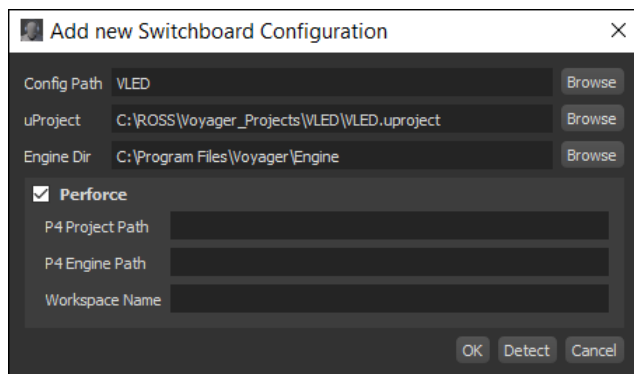 Add new Switchboard Configuration
Config Path VLED Browse
uProject C:\ROSS\Voyager_Projects\VLED\VLED.uproject Browse
Engine Dir C:\Program Files\Voyager\Engine Browse
Perforce
P4 Project Path
P4 Engine Path
Workspace Name
OK Detect Cancel